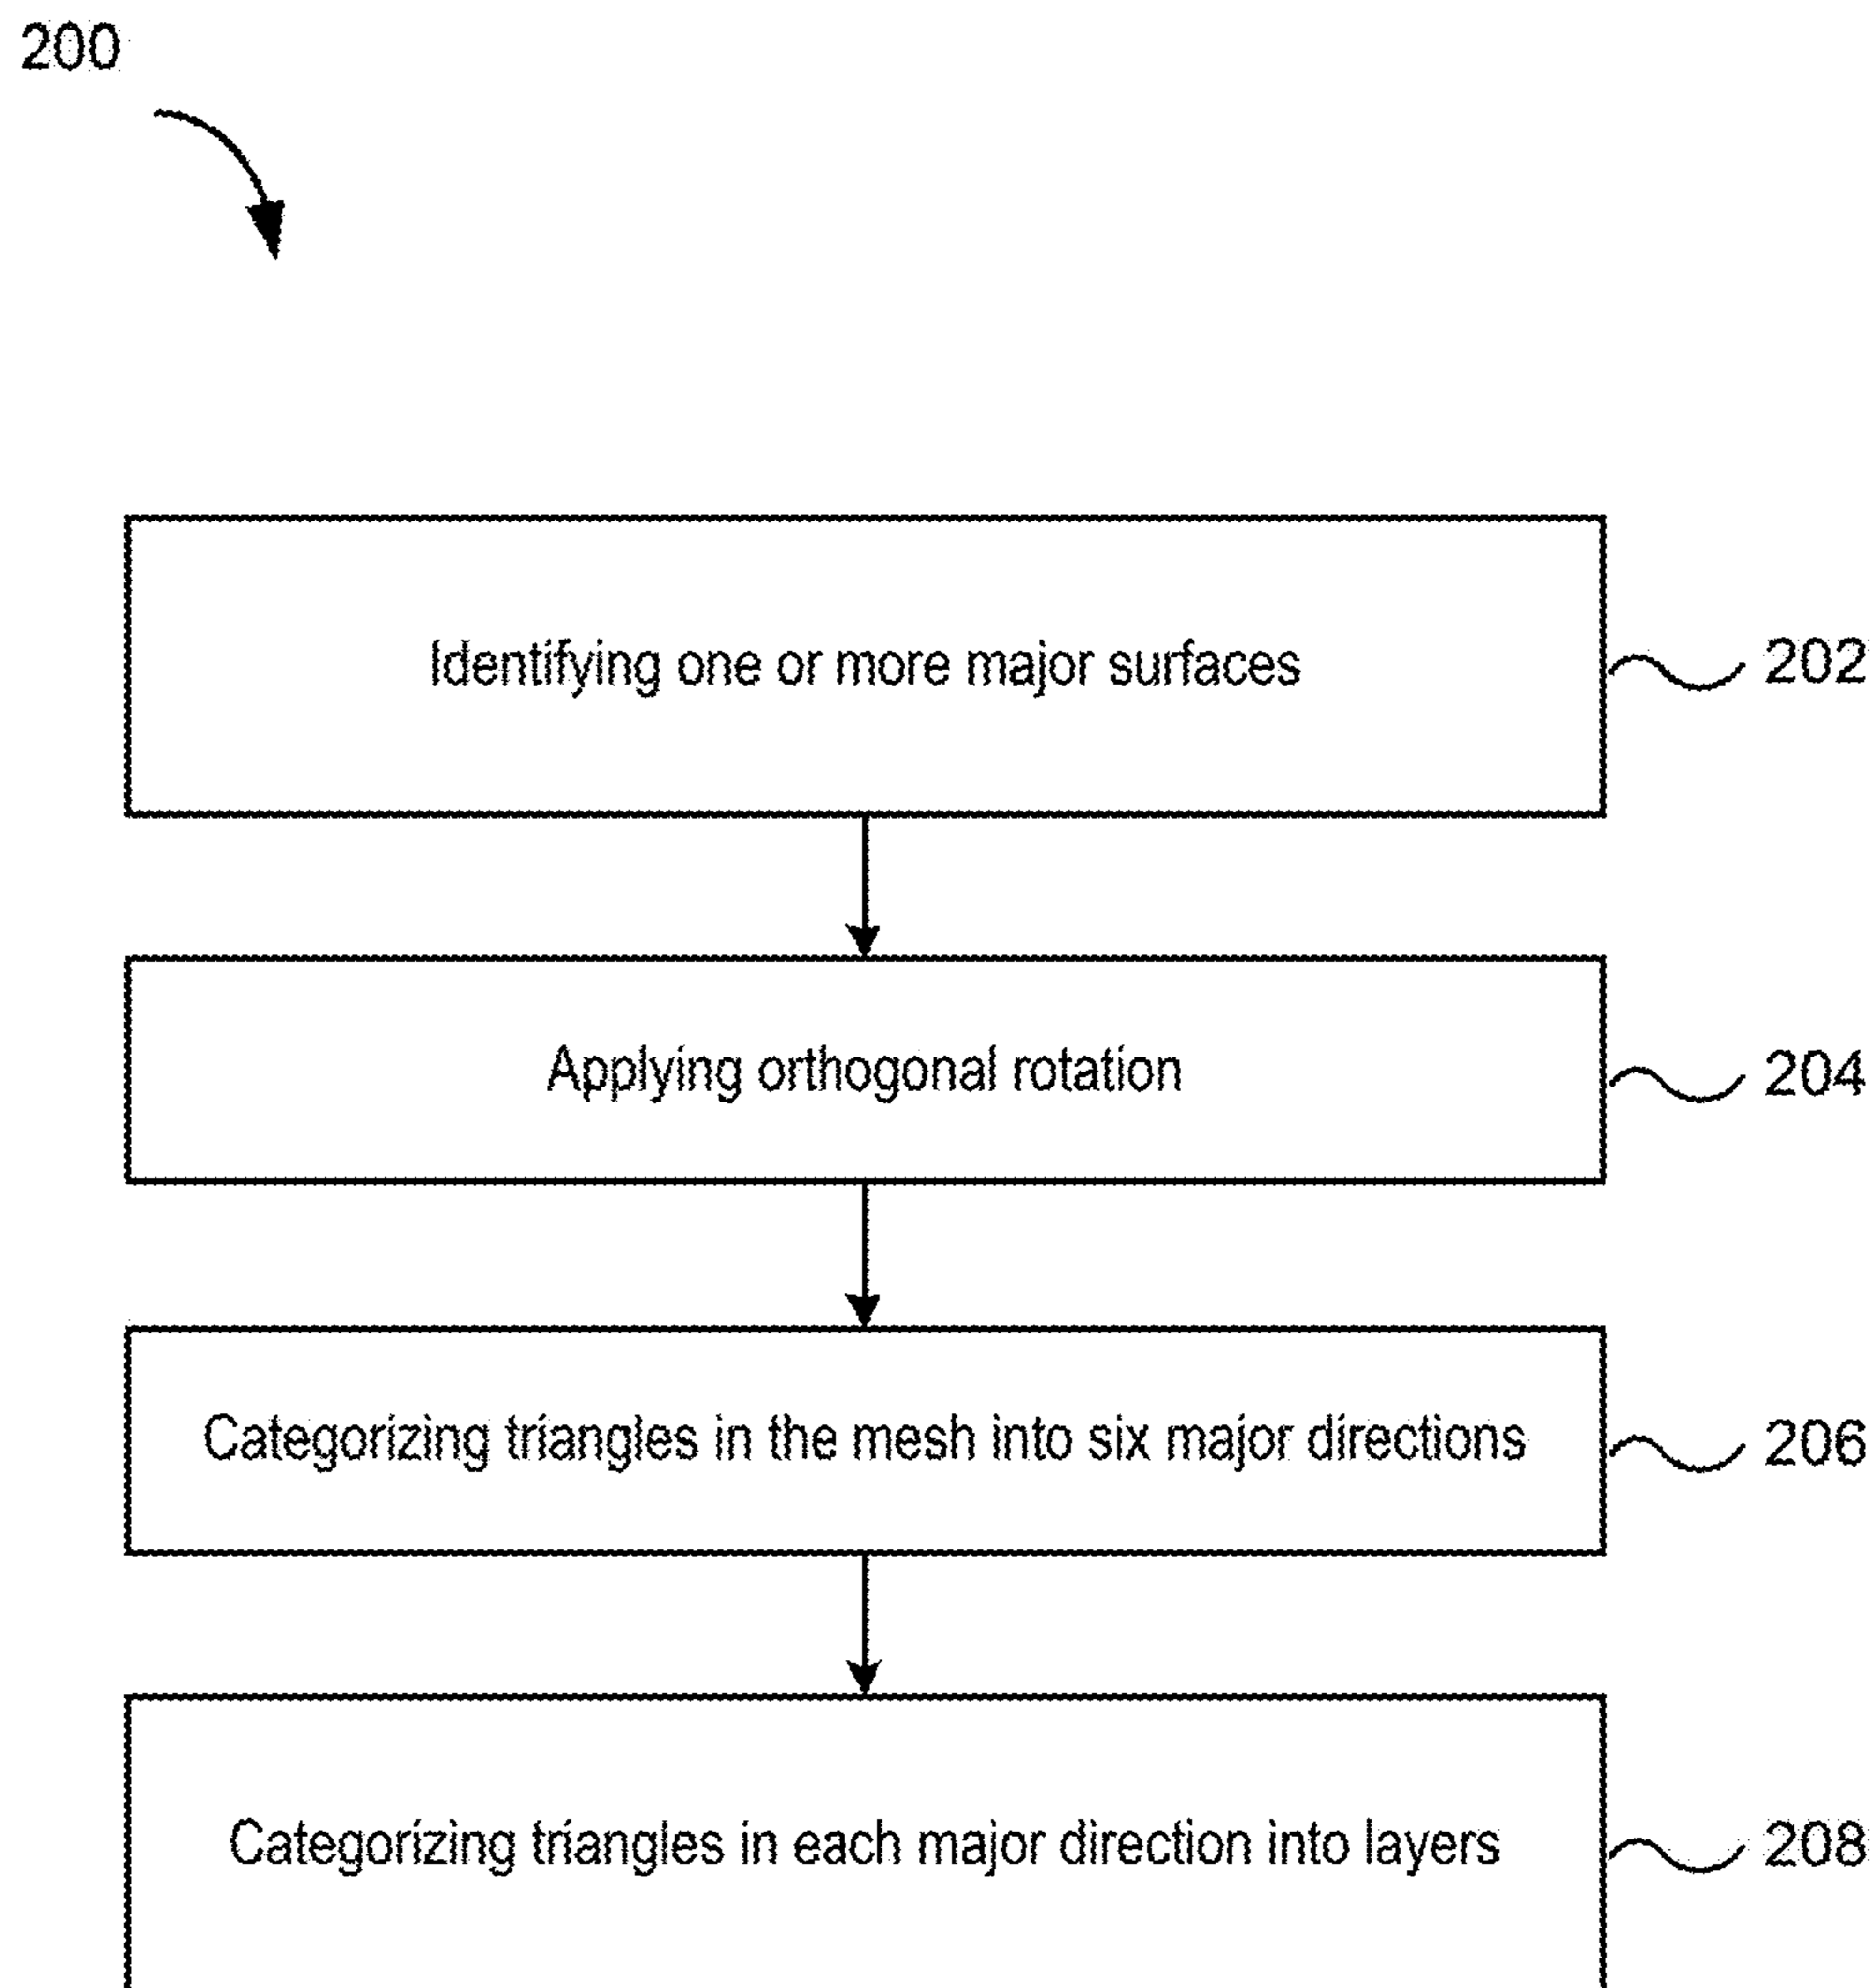 200
Identifying one or more major surfaces
202
Applying orthogonal rotation
204
Categorizing triangles in the mesh into six major directions
206
Categorizing triangles in each major direction into layers
208